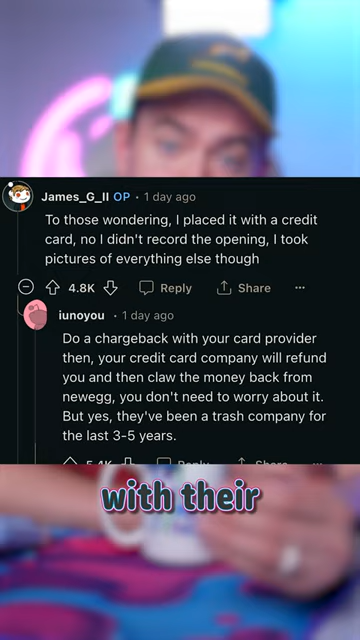 James_G_II OP · 1 day ago
To those wondering, I placed it with a credit
card, no I didn't record the opening, I took
pictures of everything else though
4.8K Reply Share ...
iunoyou · 1 day ago
Do a chargeback with your card provider
then, your credit card company will refund
you and then claw the money back from
newegg, you don't need to worry about it.
But yes, they've been a trash company for
the last 3-5 years.
5.4K Reply Share ...
with their